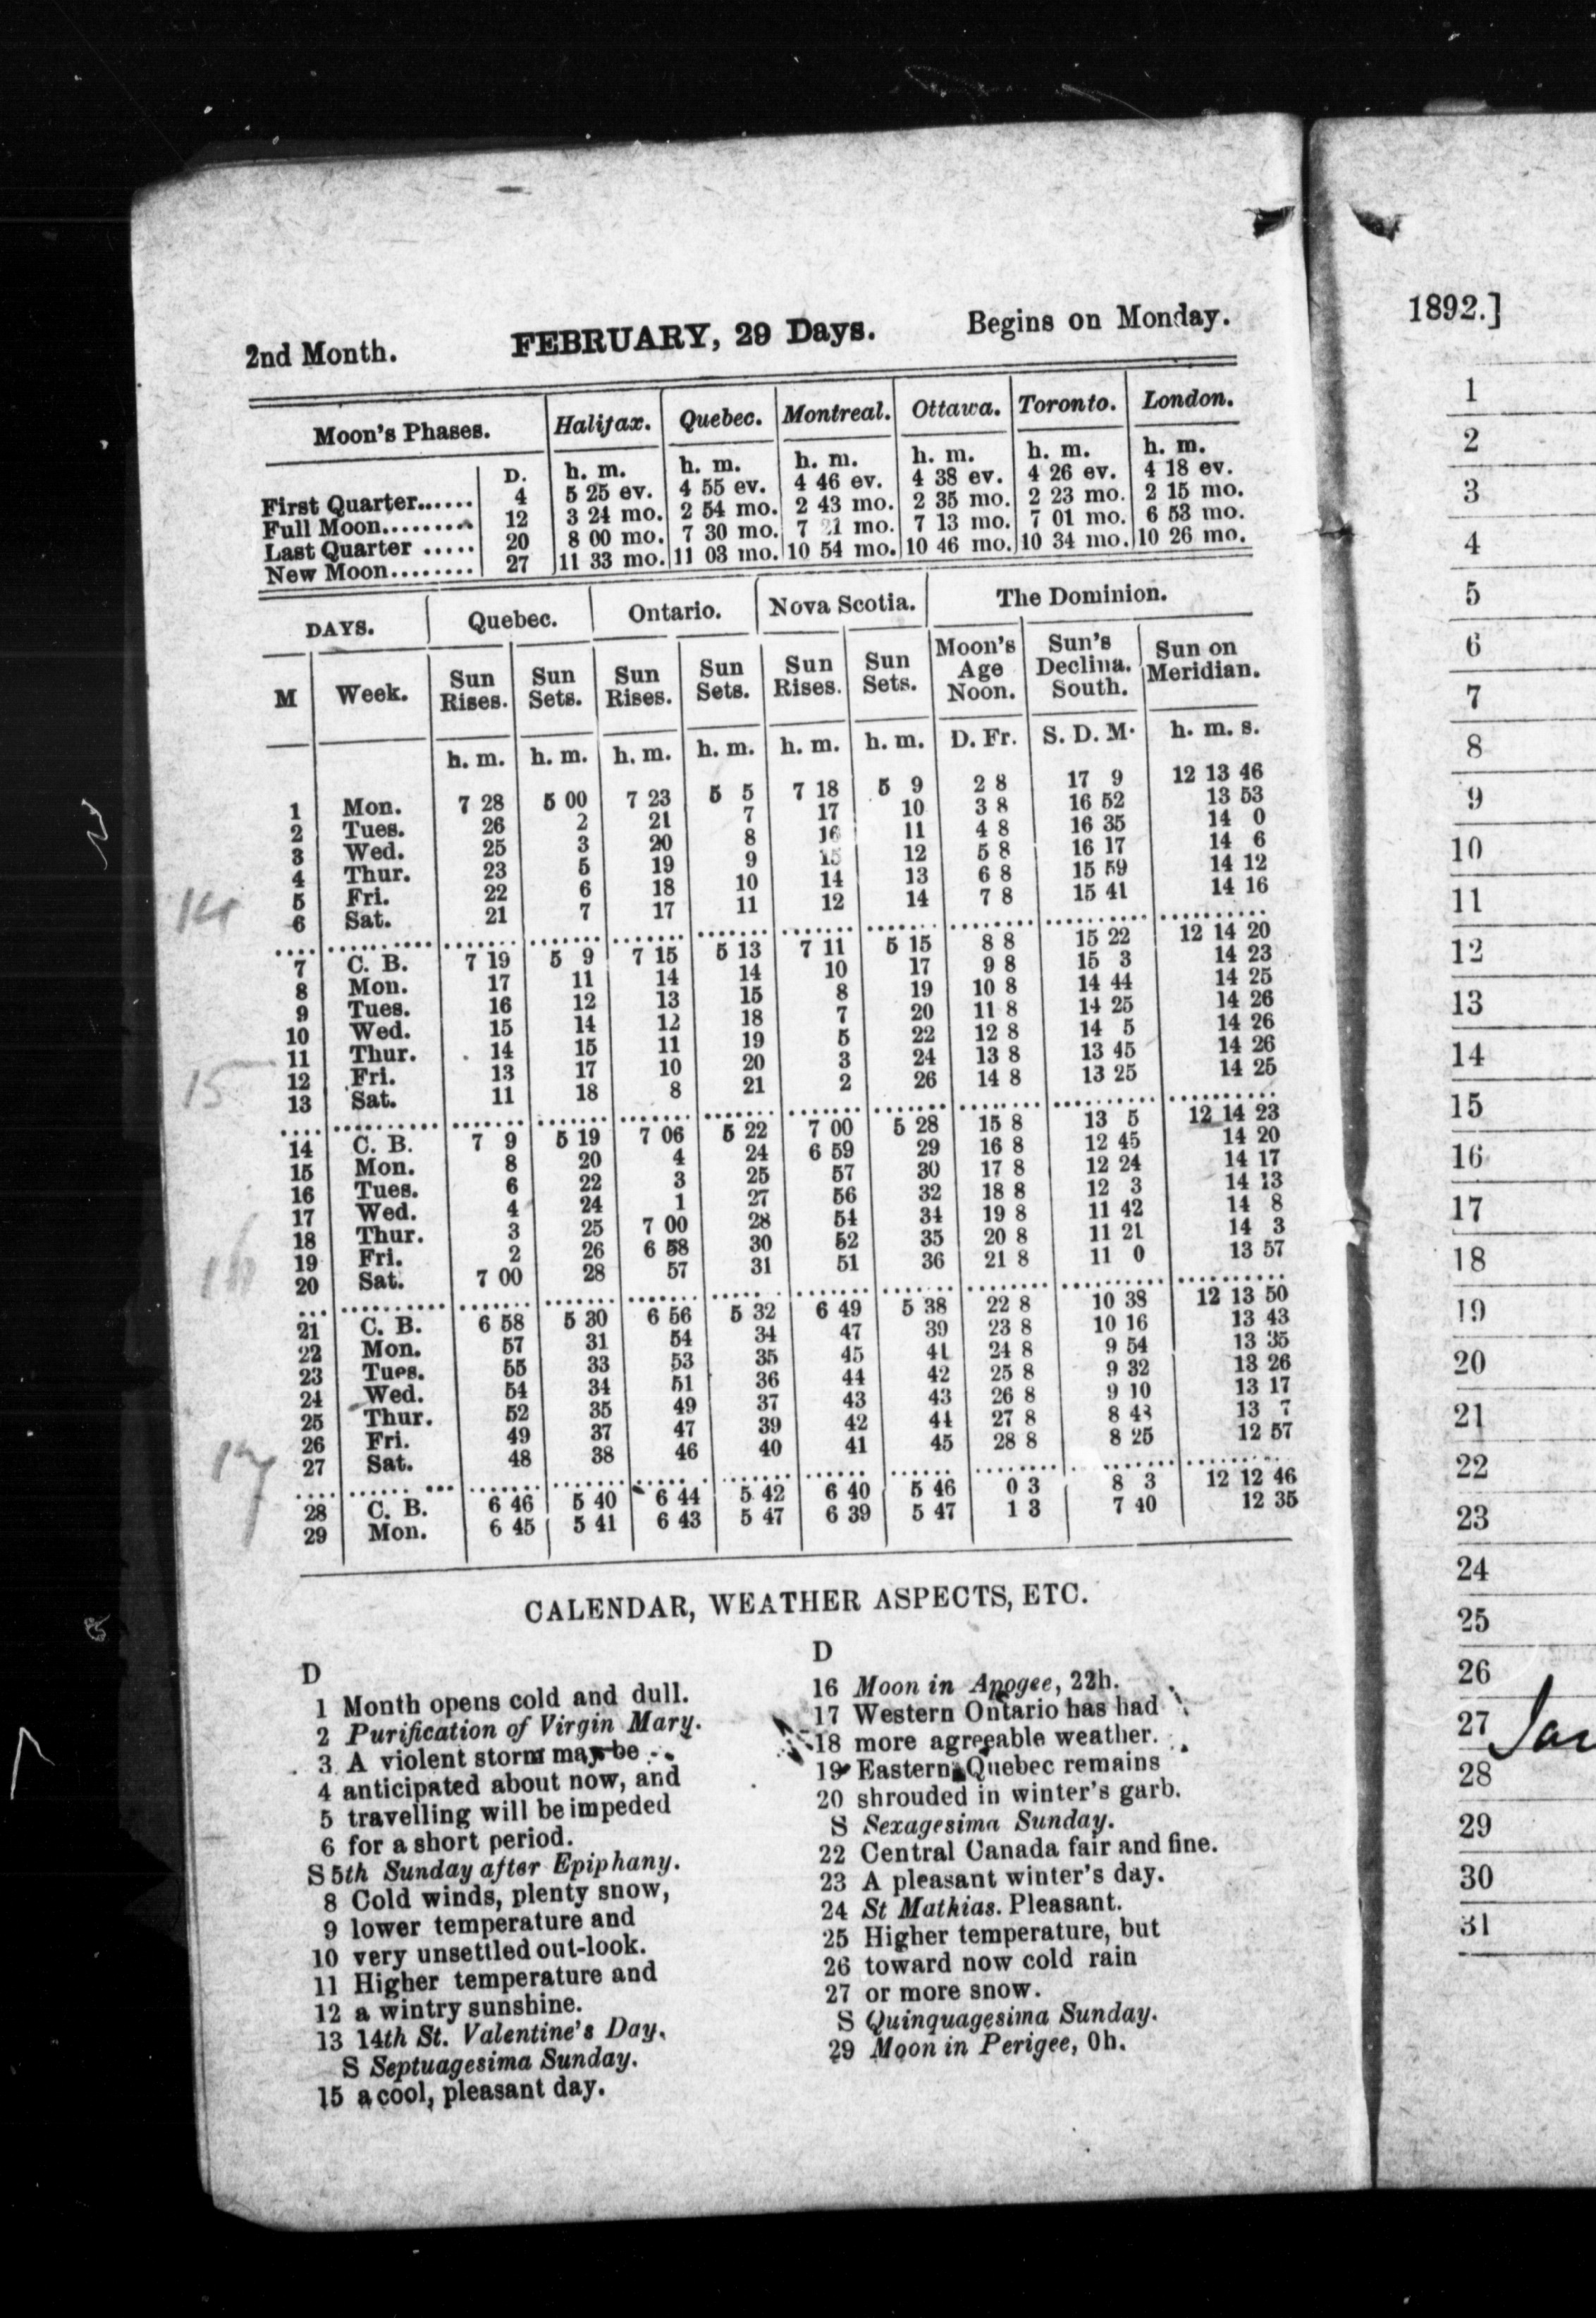 2nd Month. FEBRUARY, 29 Days. Begins on Monday.
Moon's Phases. Halifax. Quebec. Montreal. Ottawa. Toronto. London.
D. h. m. h. m. h. m. h. m. h. m. h. m.
First Quarter...... 4 5 25 ev. 4 55 ev. 4 46 ev. 4 38 ev. 4 26 ev. 4 18 ev.
Full Moon......... 12 3 24 mo. 2 54 mo. 2 43 mo. 2 35 mo. 2 23 mo. 2 15 mo.
Last Quarter ..... 20 8 00 mo. 7 30 mo. 7 21 mo. 7 13 mo. 7 01 mo. 6 53 mo.
New Moon........ 27 11 33 mo. 11 03 mo. 10 54 mo. 10 46 mo. 10 34 mo. 10 26 mo.
DAYS. Quebec. Ontario. Nova Scotia. The Dominion.
M Week. Sun Rises. Sun Sets. Sun Rises. Sun Sets. Sun Rises. Sun Sets. Moon's Age Noon. Sun's Declina. South. Sun on Meridian.
h. m. h. m. h. m. h. m. h. m. h. m. D. Fr. S. D. M. h. m. s.
1 Mon. 7 28 5 00 7 23 5 5 7 18 5 9 2 8 17 9 12 13 46
2 Tues. 26 2 21 7 17 10 3 8 16 52 13 53
3 Wed. 25 3 20 8 16 11 4 8 16 35 14 0
4 Thur. 23 5 19 9 15 12 5 8 16 17 14 6
5 Fri. 22 6 18 10 14 13 6 8 15 59 14 12
6 Sat. 21 7 17 11 12 14 7 8 15 41 14 16
14
7 C. B. 7 19 5 9 7 15 5 13 7 11 5 15 8 8 15 22 12 14 20
8 Mon. 17 11 14 14 10 17 9 8 15 3 14 23
9 Tues. 16 12 13 15 8 19 10 8 14 44 14 25
10 Wed. 15 14 12 18 7 20 11 8 14 25 14 26
11 Thur. 14 15 11 19 5 22 12 8 14 5 14 26
12 Fri. 13 17 10 20 3 24 13 8 13 45 14 26
13 Sat. 11 18 8 21 2 26 14 8 13 25 14 25
15
14 C. B. 7 9 5 19 7 06 5 22 7 00 5 28 15 8 13 5 12 14 23
15 Mon. 8 20 4 24 6 59 29 16 8 12 45 14 20
16 Tues. 6 22 3 25 57 30 17 8 12 24 14 17
17 Wed. 4 24 1 27 56 32 18 8 12 3 14 13
18 Thur. 3 25 7 00 28 54 34 19 8 11 42 14 8
19 Fri. 2 26 6 58 30 52 35 20 8 11 21 14 3
20 Sat. 7 00 28 57 31 51 36 21 8 11 0 13 57
16
21 C. B. 6 58 5 30 6 56 5 32 6 49 5 38 22 8 10 38 12 13 50
22 Mon. 57 31 54 34 47 39 23 8 10 16 13 43
23 Tues. 55 33 53 35 45 41 24 8 9 54 13 35
24 Wed. 54 34 51 36 44 42 25 8 9 32 13 26
25 Thur. 52 35 49 37 43 43 26 8 9 10 13 17
26 Fri. 49 37 47 39 42 44 27 8 8 48 13 7
27 Sat. 48 38 46 40 41 45 28 8 8 25 12 57
17
28 C. B. 6 46 5 40 6 44 5 42 6 40 5 46 0 3 8 3 12 12 46
29 Mon. 6 45 5 41 6 43 5 47 6 39 5 47 1 3 7 40 12 35
CALENDAR, WEATHER ASPECTS, ETC.
D
1 Month opens cold and dull.
2 Purification of Virgin Mary.
3 A violent storm may be
4 anticipated about now, and
5 travelling will be impeded
6 for a short period.
S 5th Sunday after Epiphany.
8 Cold winds, plenty snow,
9 lower temperature and
10 very unsettled out-look.
11 Higher temperature and
12 a wintry sunshine.
13 14th St. Valentine's Day.
S Septuagesima Sunday.
15 a cool, pleasant day.
D
16 Moon in Apogee, 22h.
17 Western Ontario has had
18 more agreeable weather.
19 Eastern Quebec remains
20 shrouded in winter's garb.
S Sexagesima Sunday.
22 Central Canada fair and fine.
23 A pleasant winter's day.
24 St Mathias. Pleasant.
25 Higher temperature, but
26 toward now cold rain
27 or more snow.
S Quinquagesima Sunday.
29 Moon in Perigee, 0h.
1892.]
1
2
3
4
5
6
7
8
9
10
11
12
13
14
15
16
17
18
19
20
21
22
23
24
25
26
27
28
29
30
31